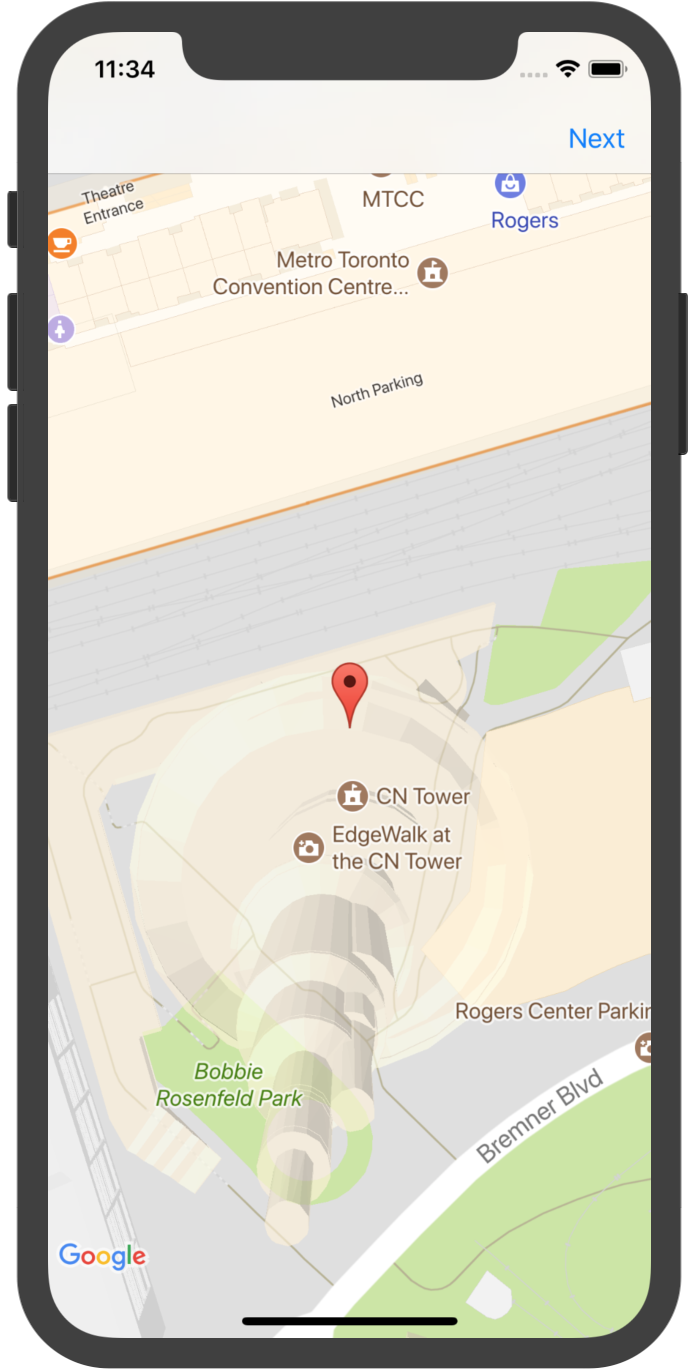 11:34
Next
Theatre
Entrance
MTCC
Rogers
Metro Toronto
Convention Centre...
North Parking
CN Tower
EdgeWalk at
the CN Tower
Rogers Center Parkin
Bobbie
Rosenfeld Park
Bremner Blvd
Google